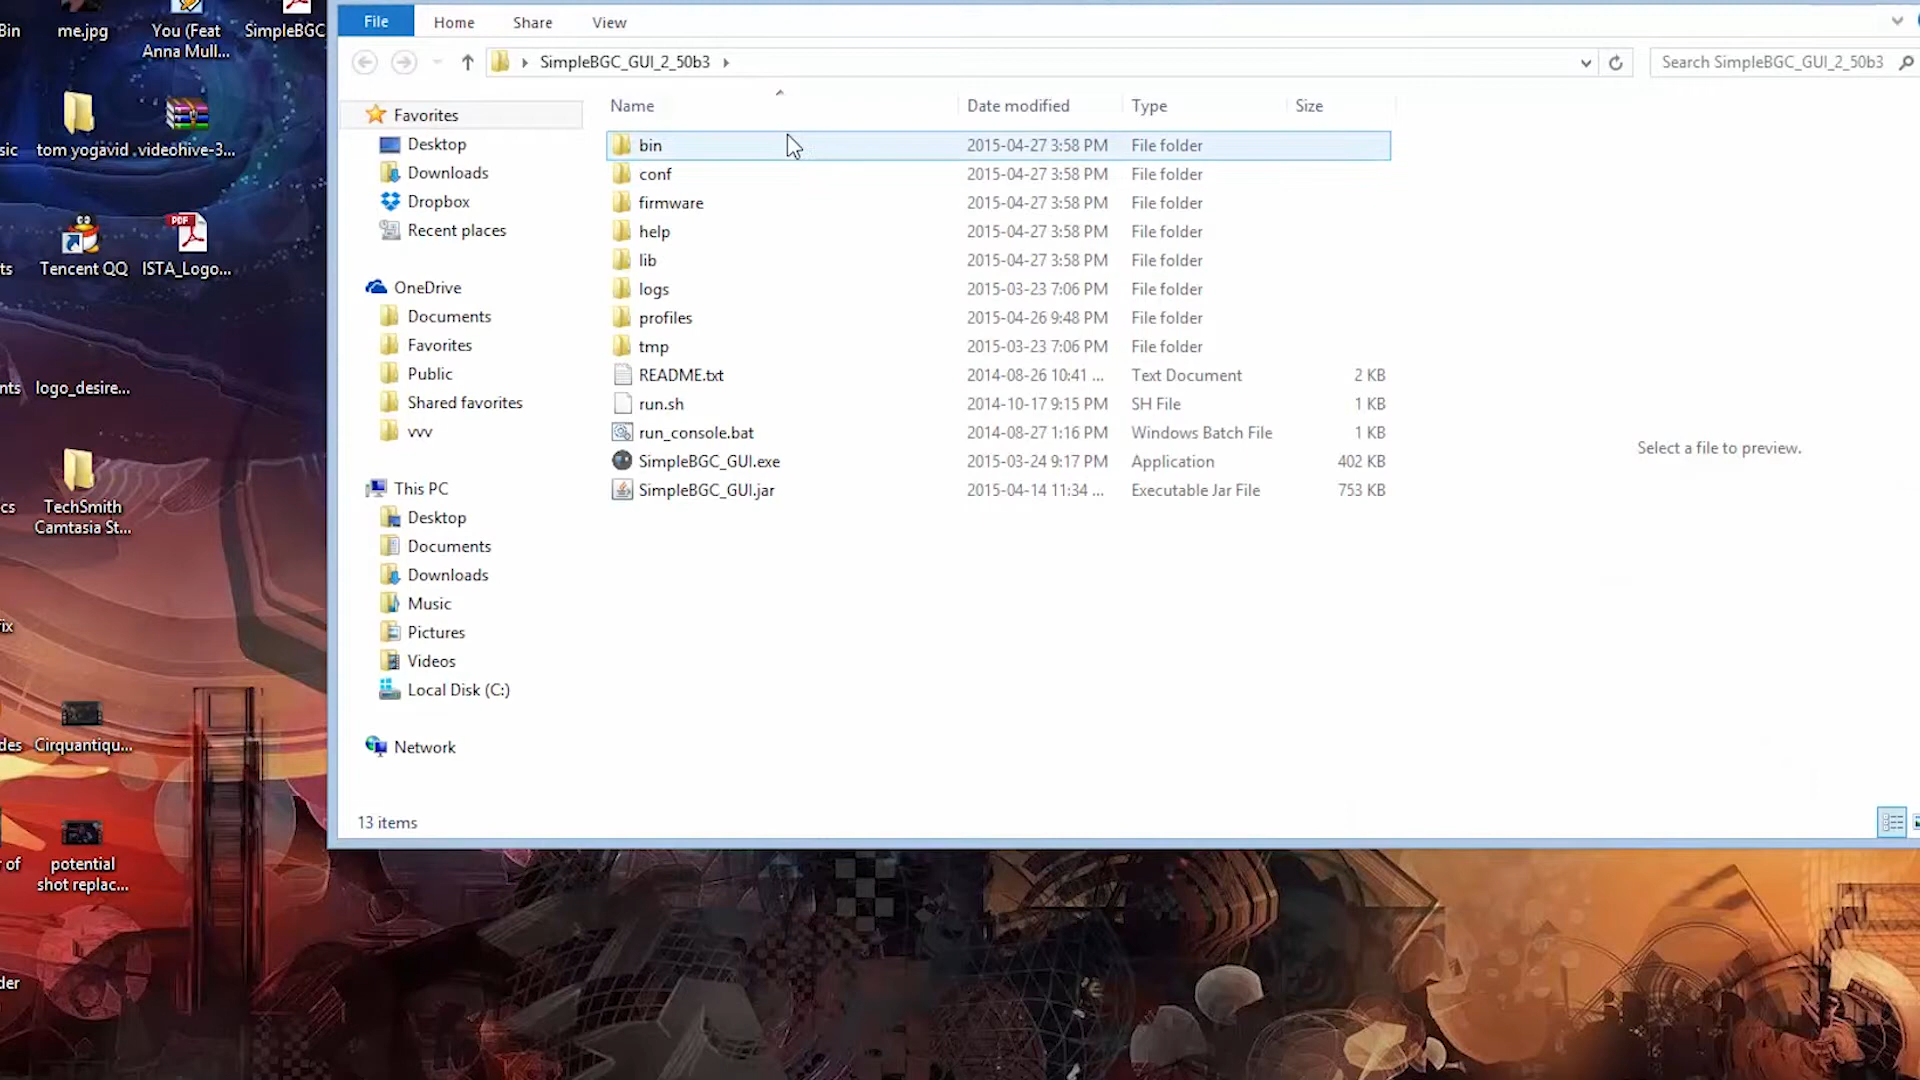 File
Home
Share
View
SimpleBGC_GUI_2_50b3
Search SimpleBGC_GUI_2_50b3
Bin
me.jpg
You (Feat
Anna Mull...
SimpleBGC
sic
tom yogavid
videohive-3...
ts
Tencent QQ
ISTA_Logo...
PDF
nts
logo_desire...
cs
TechSmith
Camtasia St...
ix
des
Cirquantiqu...
r of
potential
shot replac...
der
Favorites
Desktop
Downloads
Dropbox
Recent places
OneDrive
Documents
Favorites
Public
Shared favorites
vvv
This PC
Desktop
Documents
Downloads
Music
Pictures
Videos
Local Disk (C:)
Network
Name Date modified Type Size
bin 2015-04-27 3:58 PM File folder
conf 2015-04-27 3:58 PM File folder
firmware 2015-04-27 3:58 PM File folder
help 2015-04-27 3:58 PM File folder
lib 2015-04-27 3:58 PM File folder
logs 2015-03-23 7:06 PM File folder
profiles 2015-04-26 9:48 PM File folder
tmp 2015-03-23 7:06 PM File folder
README.txt 2014-08-26 10:41 ... Text Document 2 KB
run.sh 2014-10-17 9:15 PM SH File 1 KB
run_console.bat 2014-08-27 1:16 PM Windows Batch File 1 KB
SimpleBGC_GUI.exe 2015-03-24 9:17 PM Application 402 KB
SimpleBGC_GUI.jar 2015-04-14 11:34 ... Executable Jar File 753 KB
Select a file to preview.
13 items